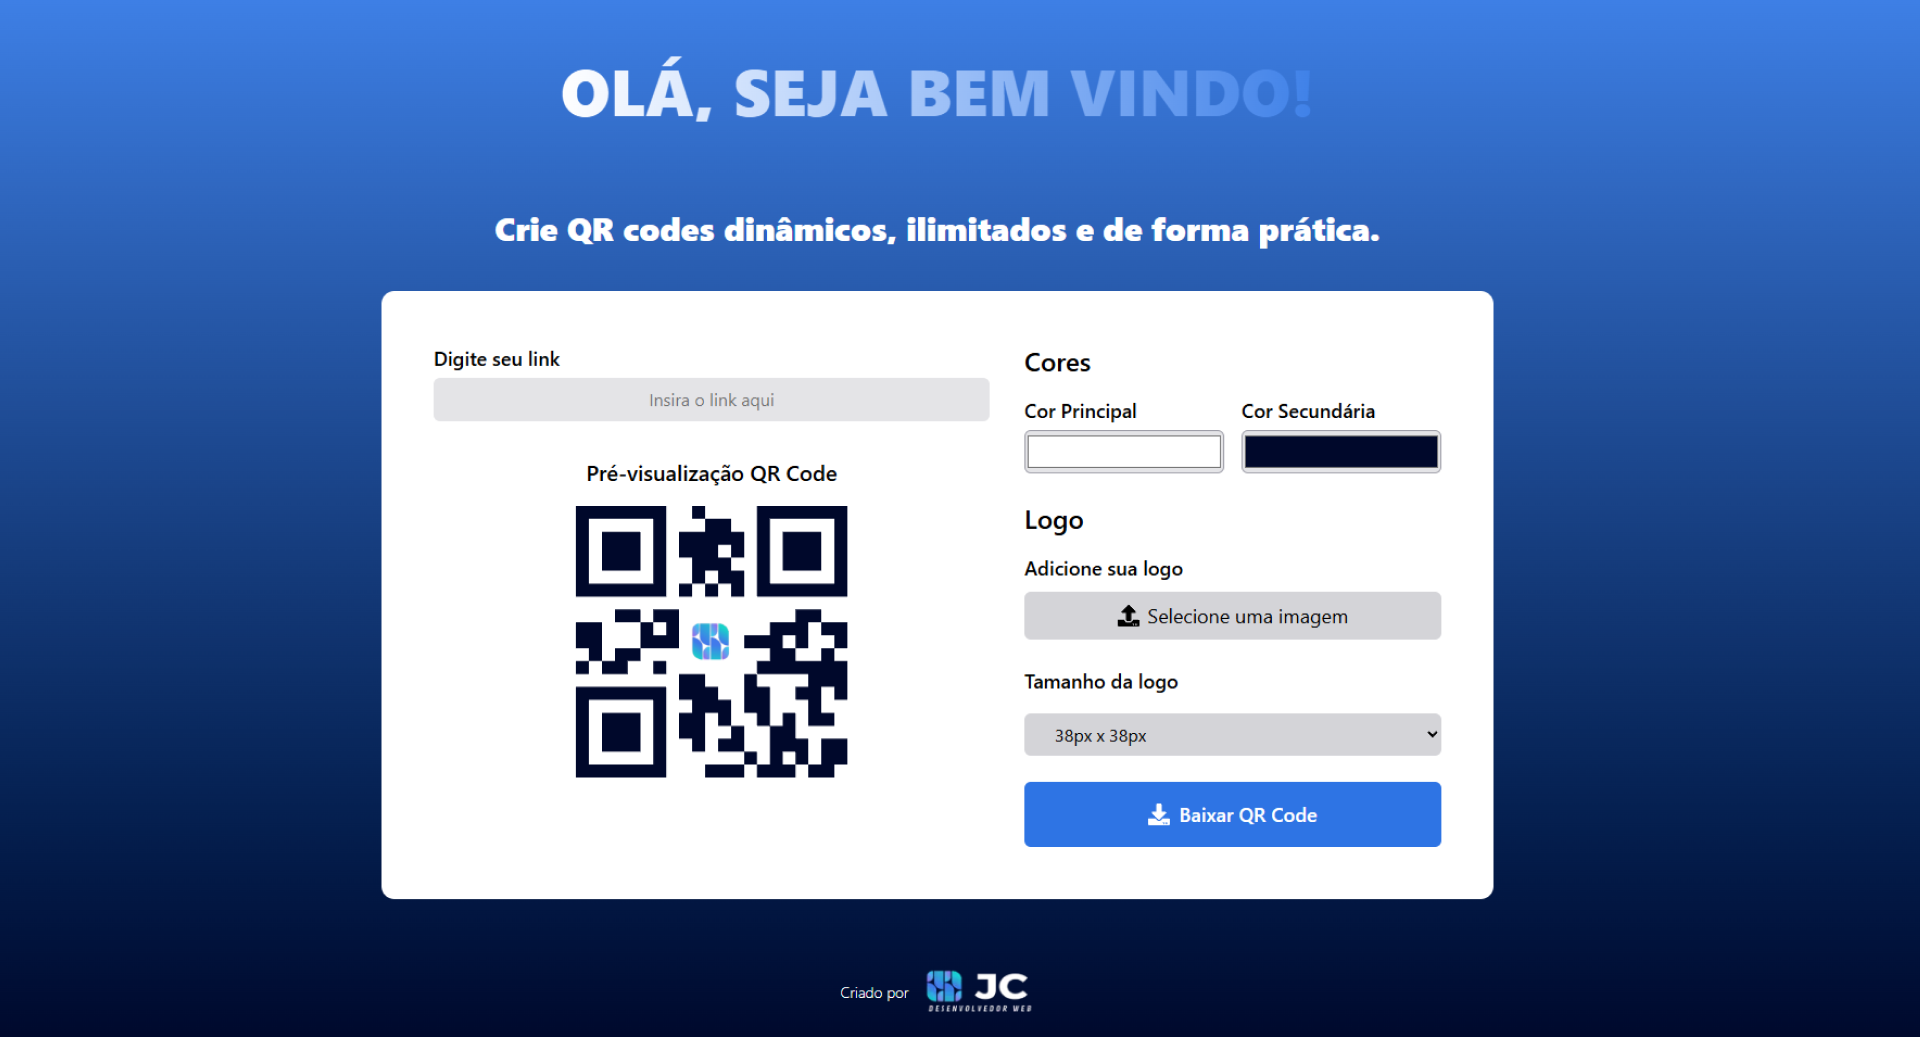 OLÁ, SEJA BEM VINDO!
Crie QR codes dinâmicos, ilimitados e de forma prática.
Digite seu link
Insira o link aqui
Pré-visualização QR Code
Cores
Cor Principal
Cor Secundária
Logo
Adicione sua logo
Selecione uma imagem
Tamanho da logo
38px x 38px
Baixar QR Code
Criado por
JC
DESENVOLVEDOR WEB